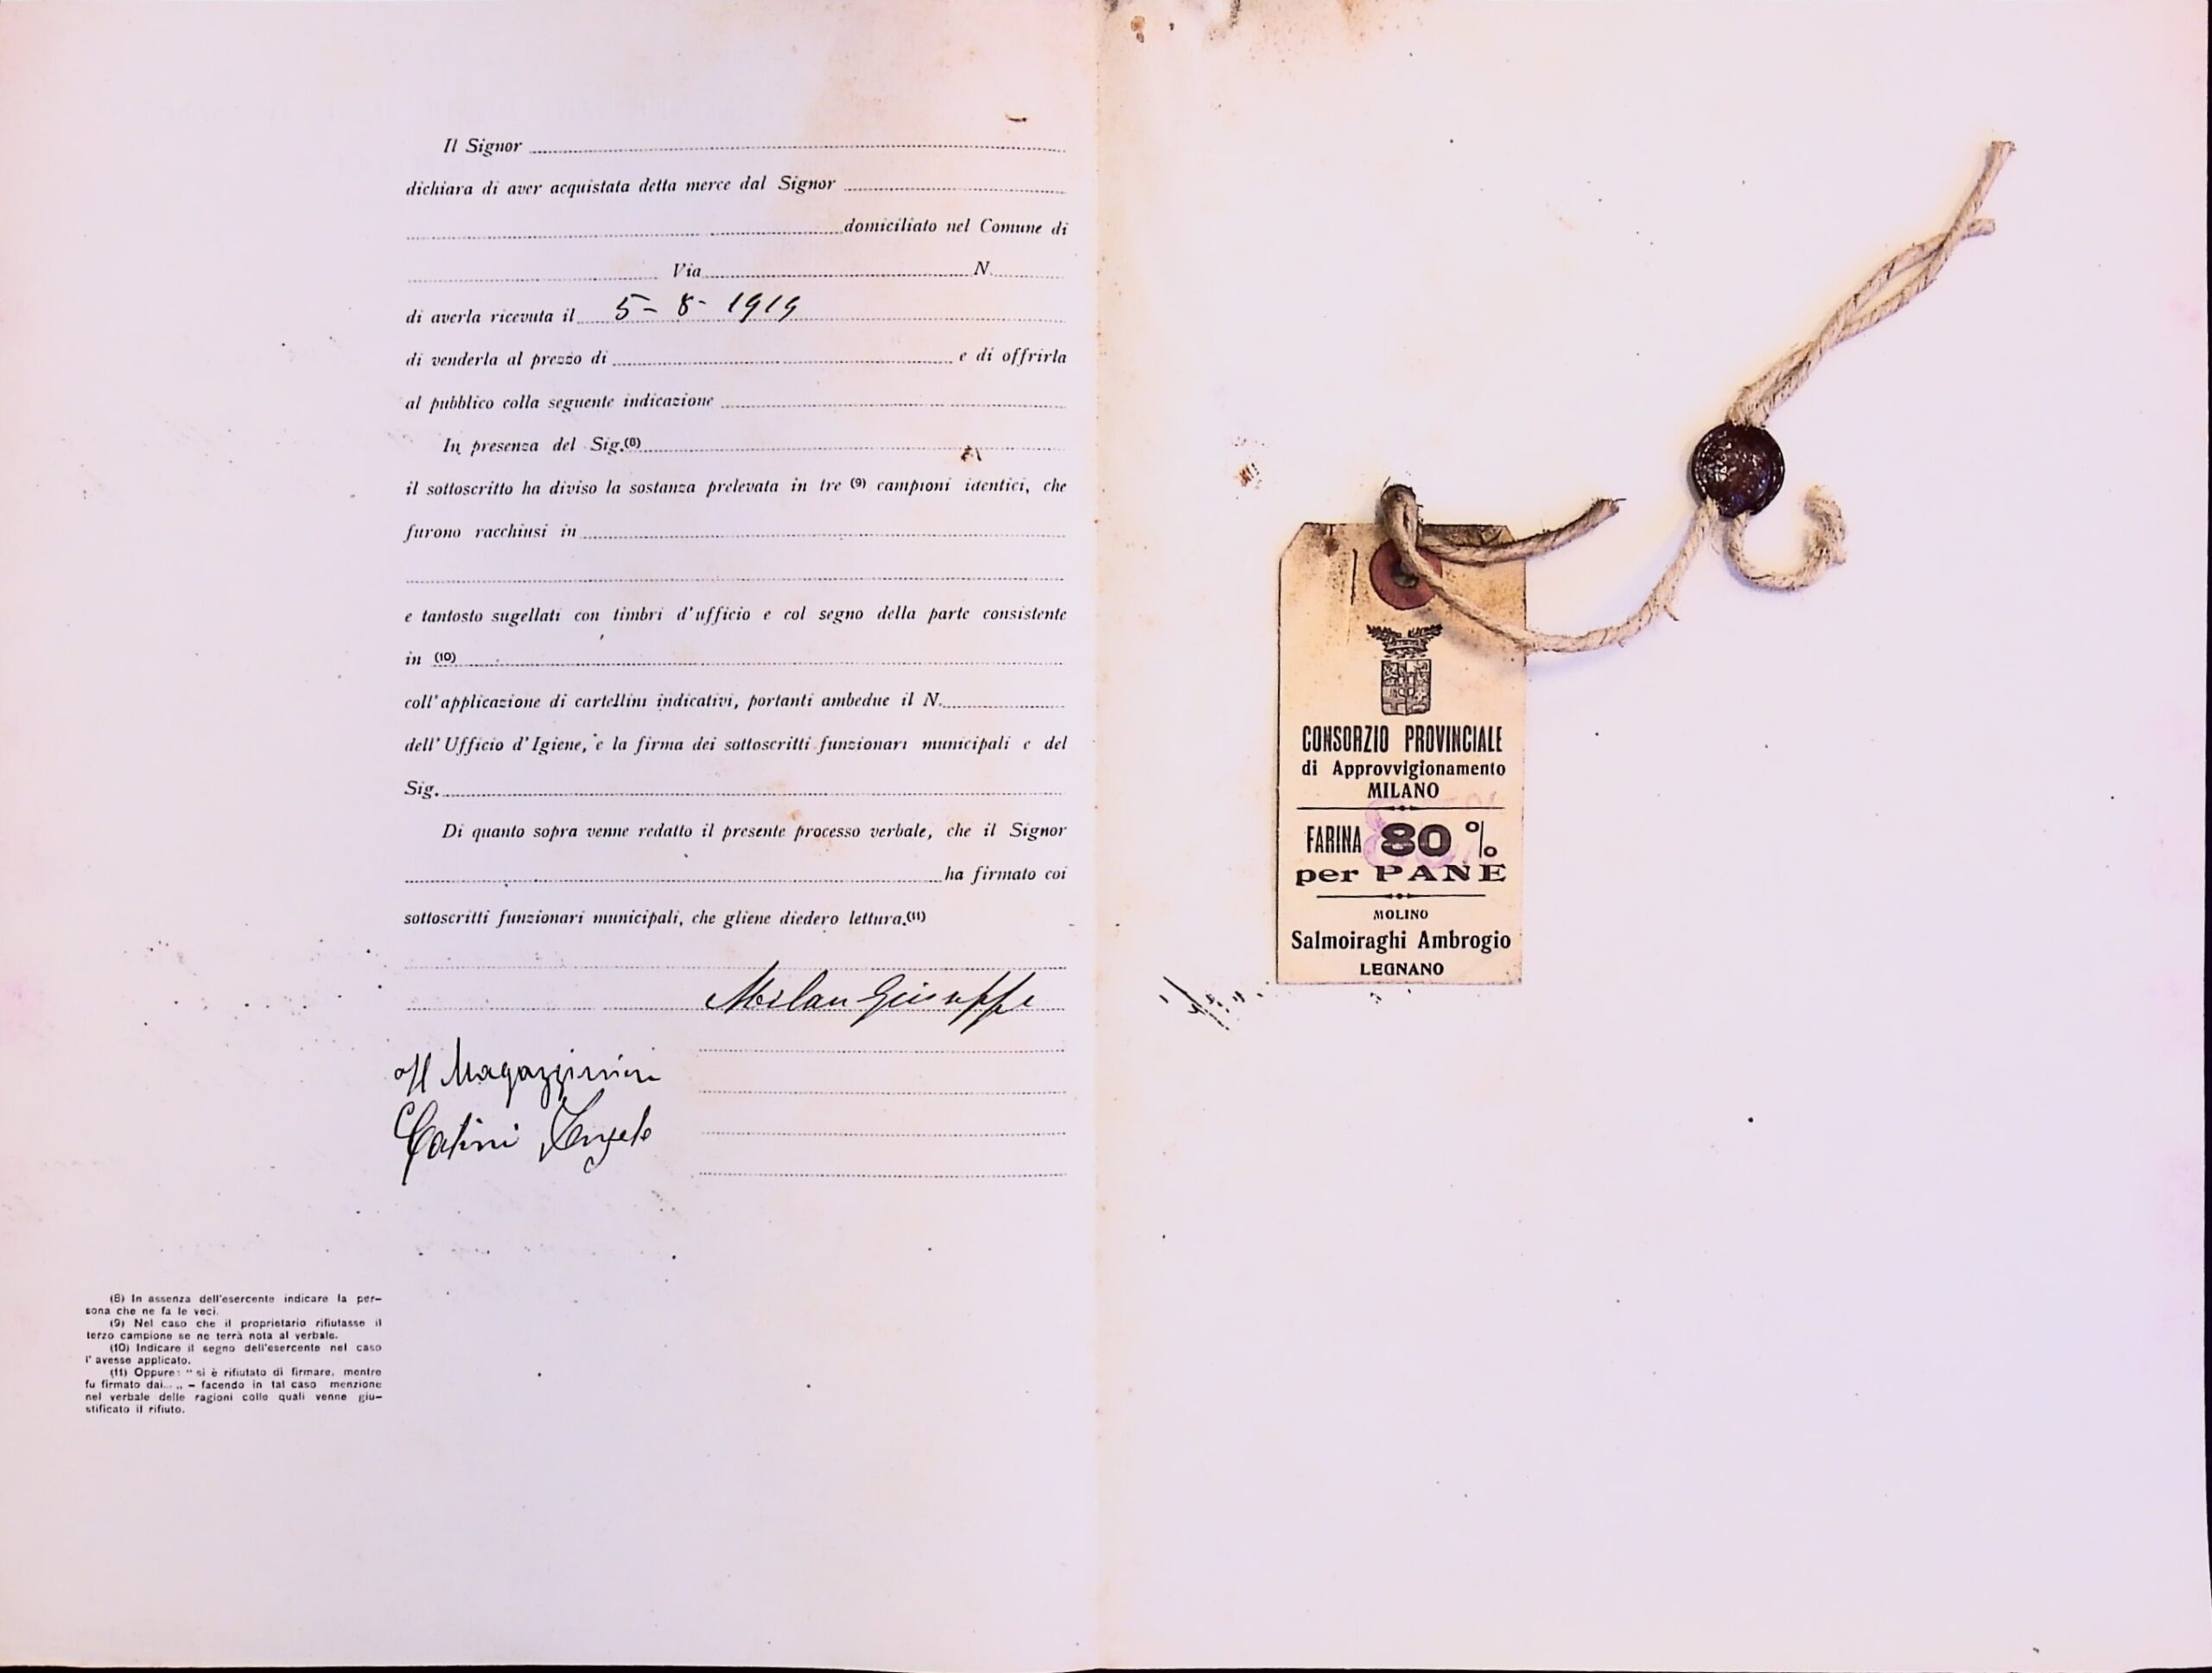 Il Signor
dichiara di aver acquistata detta merce dal Signor
domiciliato nel Comune di
Via N.
di averla ricevuta il 5-8-1919
di venderla al prezzo di e di offrirla
al pubblico colla seguente indicazione
In presenza del Sig.(8)
il sottoscritto ha diviso la sostanza prelevata in tre (9) campioni identici, che
furono racchiusi in
e tantosto sugellati con timbri d'ufficio e col segno della parte consistente
in (10)
coll'applicazione di cartellini indicativi, portanti ambedue il N.
dell'Ufficio d'Igiene, e la firma dei sottoscritti funzionari municipali e del
Sig.
Di quanto sopra venne redatto il presente processo verbale, che il Signor
ha firmato coi
sottoscritti funzionari municipali, che gliene diedero lettura.(11)
Milan Giuseppe
Il Magazziniere
Angelo
(8) In assenza dell'esercente indicare la per-
sona che ne fa le veci.
(9) Nel caso che il proprietario rifiutasse il
terzo campione se ne terrà nota al verbale.
(10) Indicare il segno dell'esercente nel caso
l'avesse applicato.
(11) Oppure: " si è rifiutato di firmare, mentre
fu firmato dai... „ - facendo in tal caso menzione
nel verbale delle ragioni colle quali venne giu-
stificato il rifiuto.
CONSORZIO PROVINCIALE
di Approvvigionamento
MILANO
FARINA 80 %
per PANE
MOLINO
Salmoiraghi Ambrogio
LEGNANO